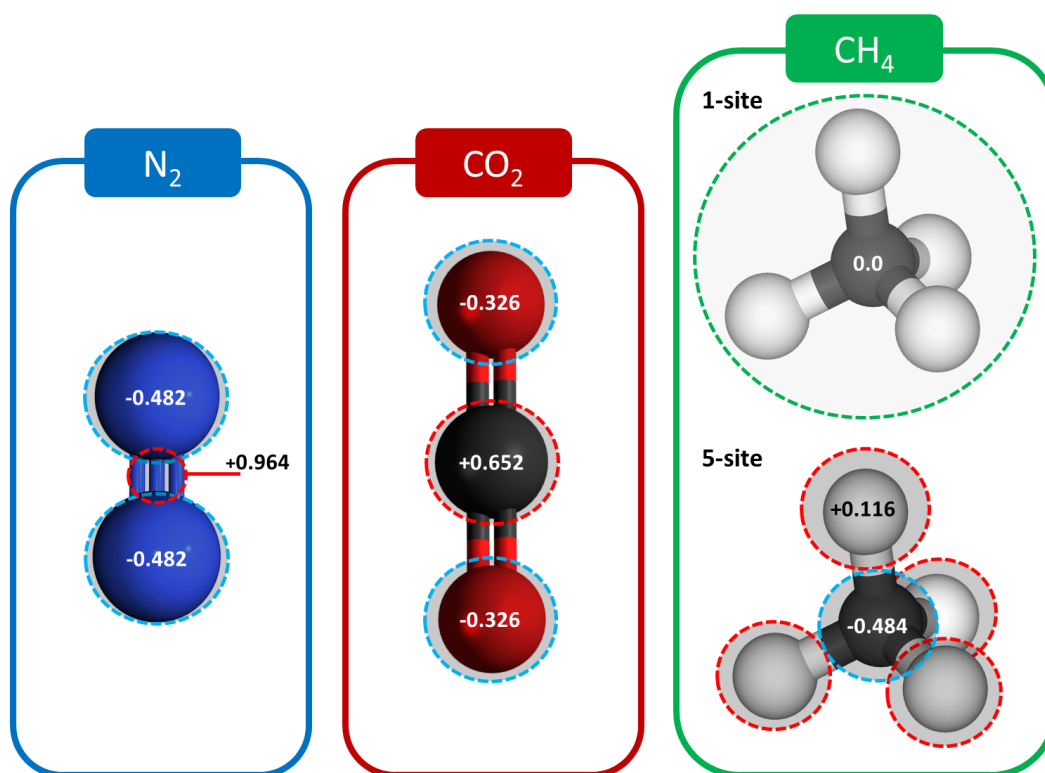 N₂
-0.482
+0.964
-0.482
CO₂
-0.326
+0.652
-0.326
CH₄
1-site
0.0
5-site
+0.116
-0.484